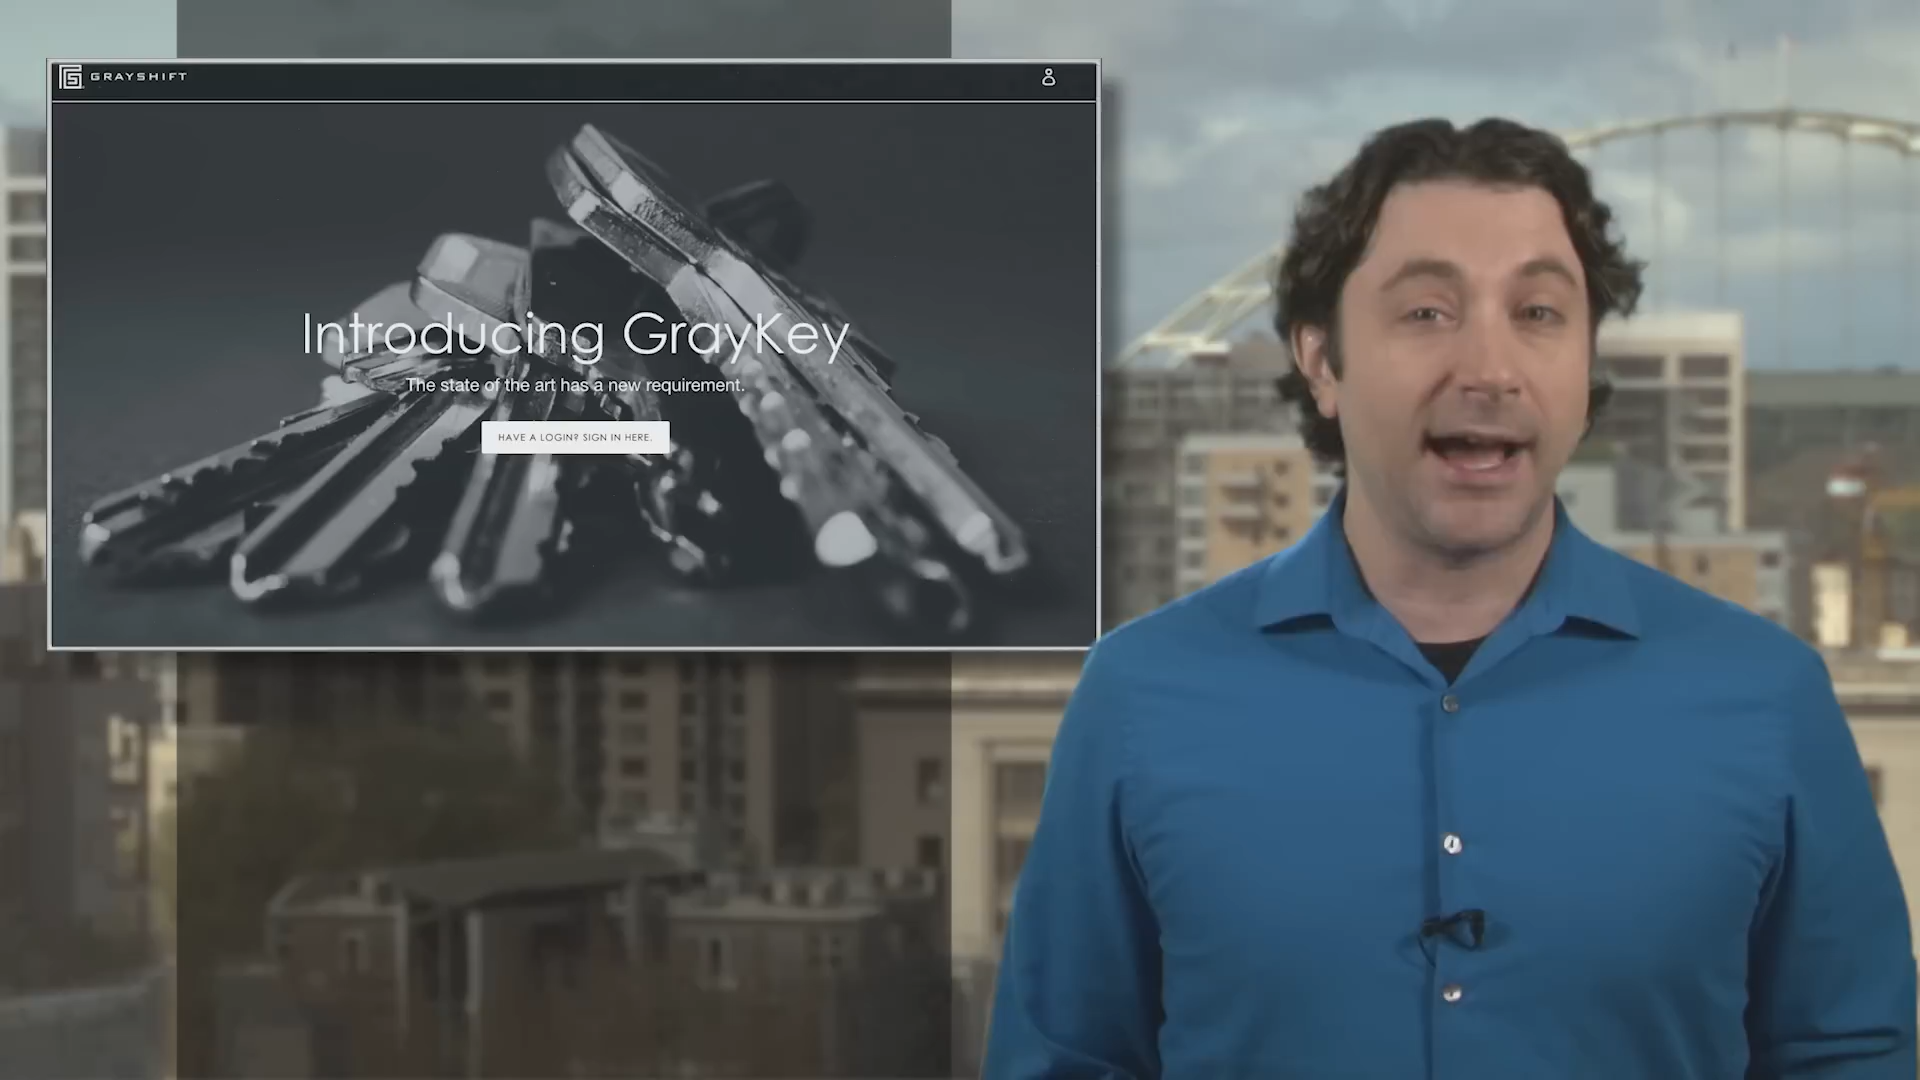 GRAYSHIFT
Introducing GrayKey
The state of the art has a new requirement.
HAVE A LOGIN? SIGN IN HERE.